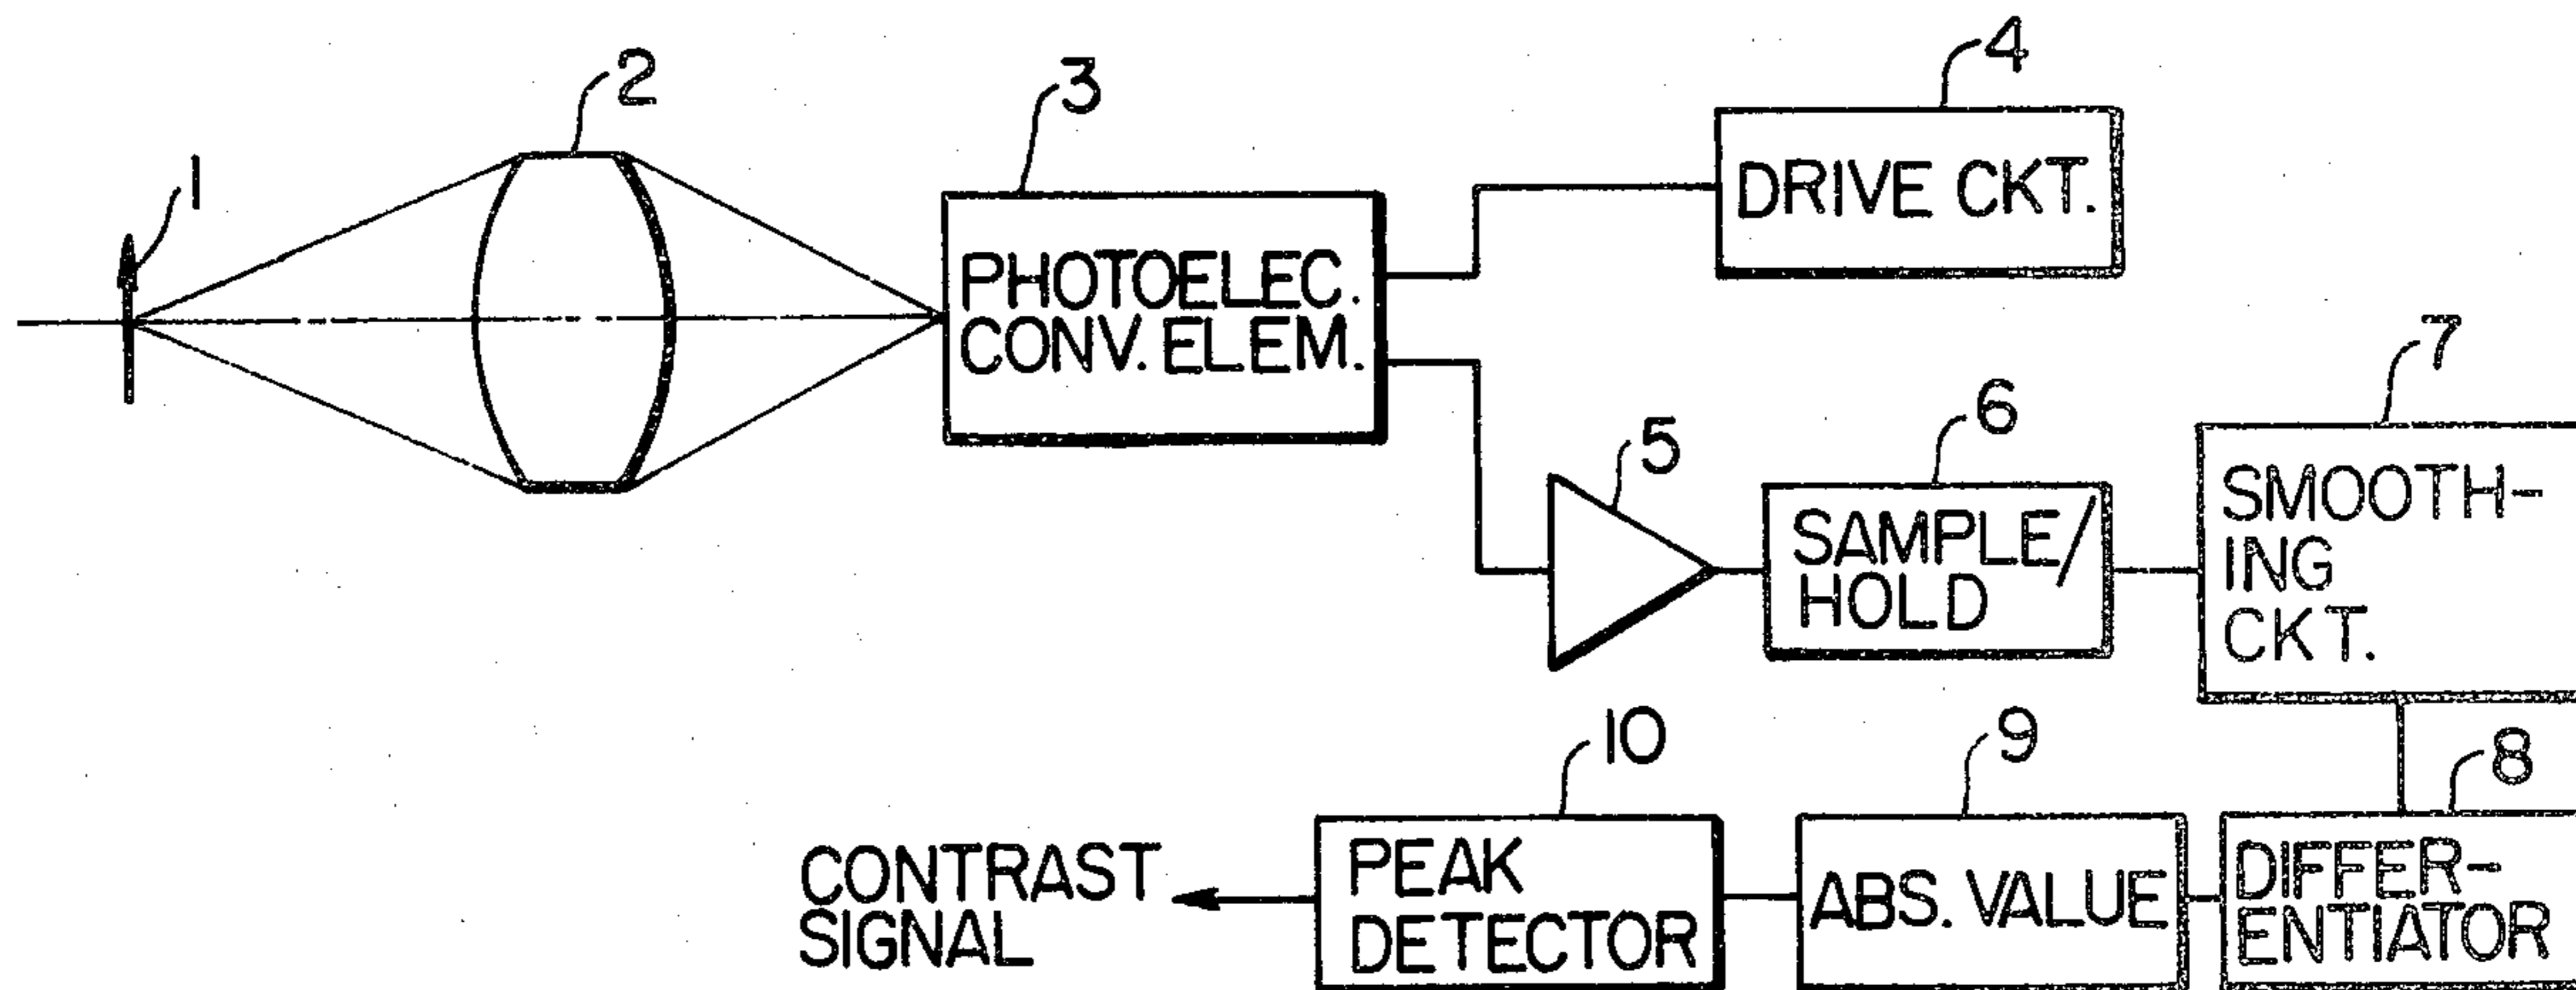 1
2
3
PHOTOELEC.
CONV. ELEM.
4
DRIVE CKT.
5
6
SAMPLE/
HOLD
7
SMOOTH-
ING
CKT.
8
DIFFER-
ENTIATOR
9
ABS. VALUE
10
PEAK
DETECTOR
CONTRAST
SIGNAL